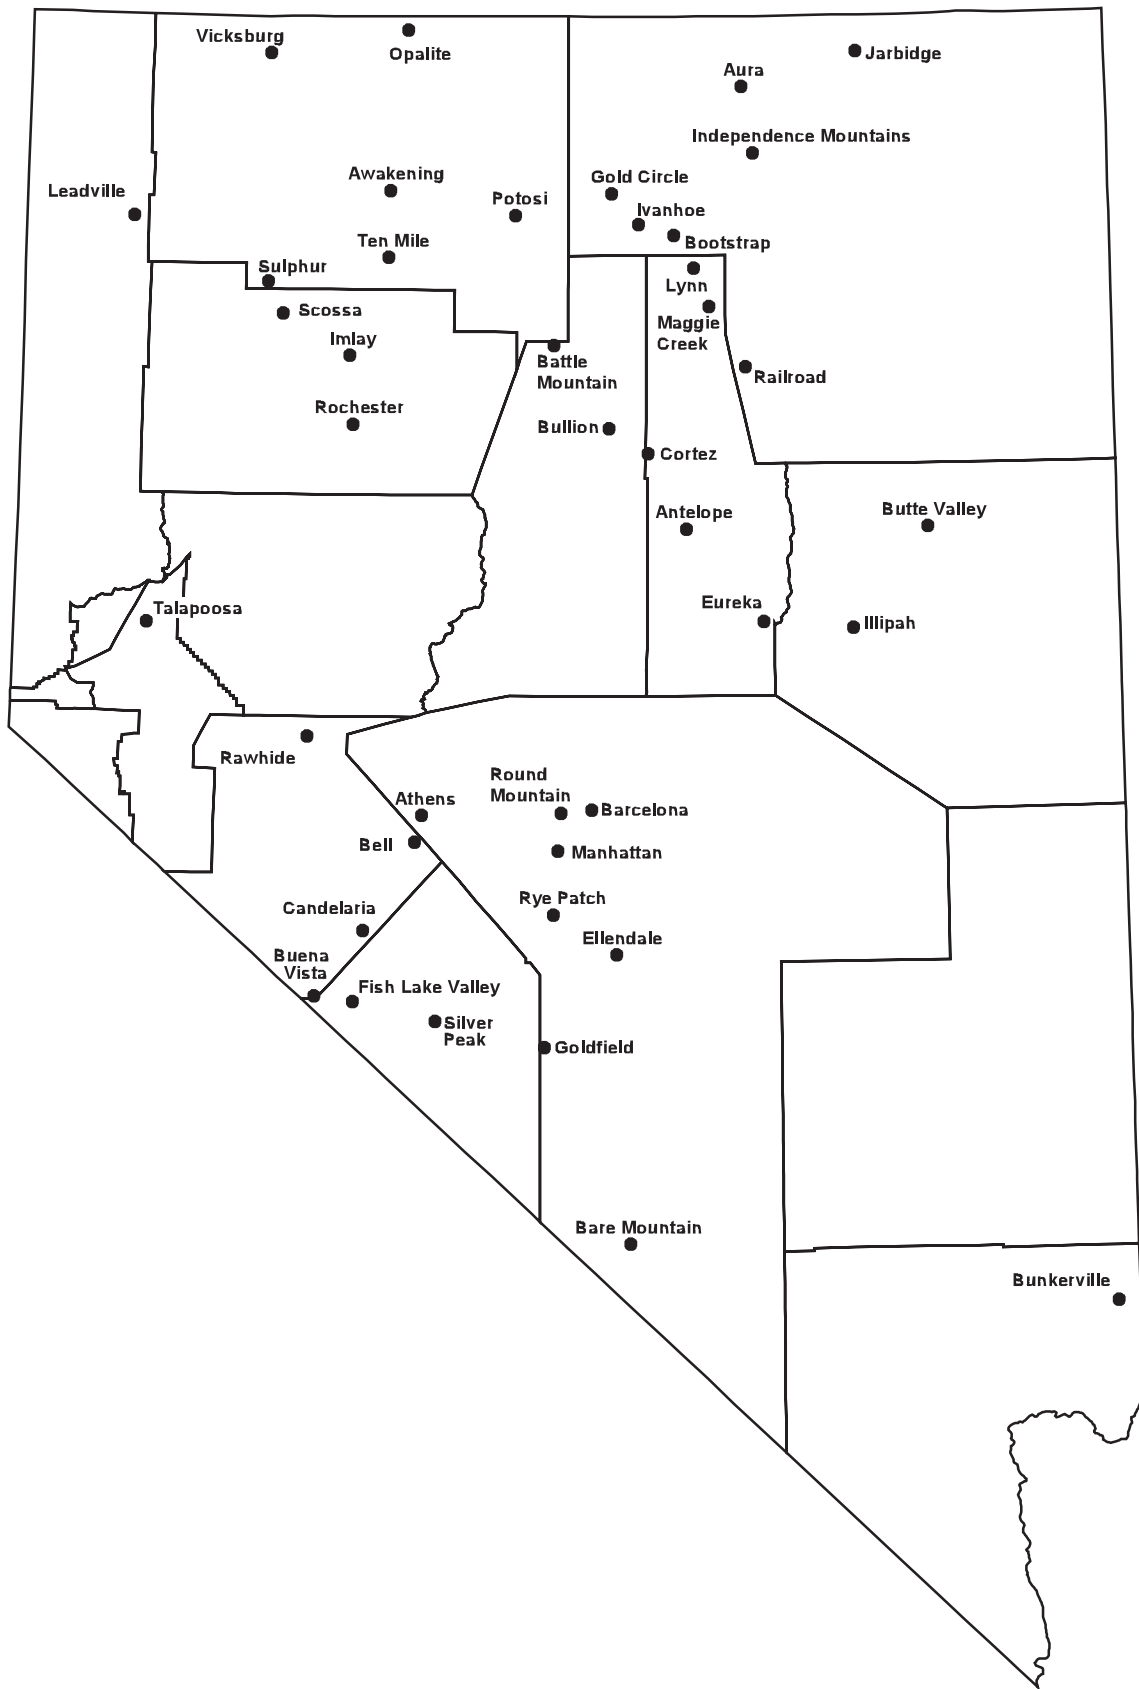 Vicksburg
Opalite
Jarbidge
Aura
Independence Mountains
Awakening
Gold Circle
Leadville
Potosi
Ivanhoe
Ten Mile
Bootstrap
Sulphur
Lynn
Scossa
Maggie
Creek
Imlay
Battle
Mountain
Railroad
Rochester
Bullion
Cortez
Antelope
Butte Valley
Eureka
Talapoosa
Illipah
Rawhide
Round
Mountain
Athens
Barcelona
Bell
Manhattan
Rye Patch
Candelaria
Ellendale
Buena
Vista
Fish Lake Valley
Silver
Peak
Goldfield
Bare Mountain
Bunkerville